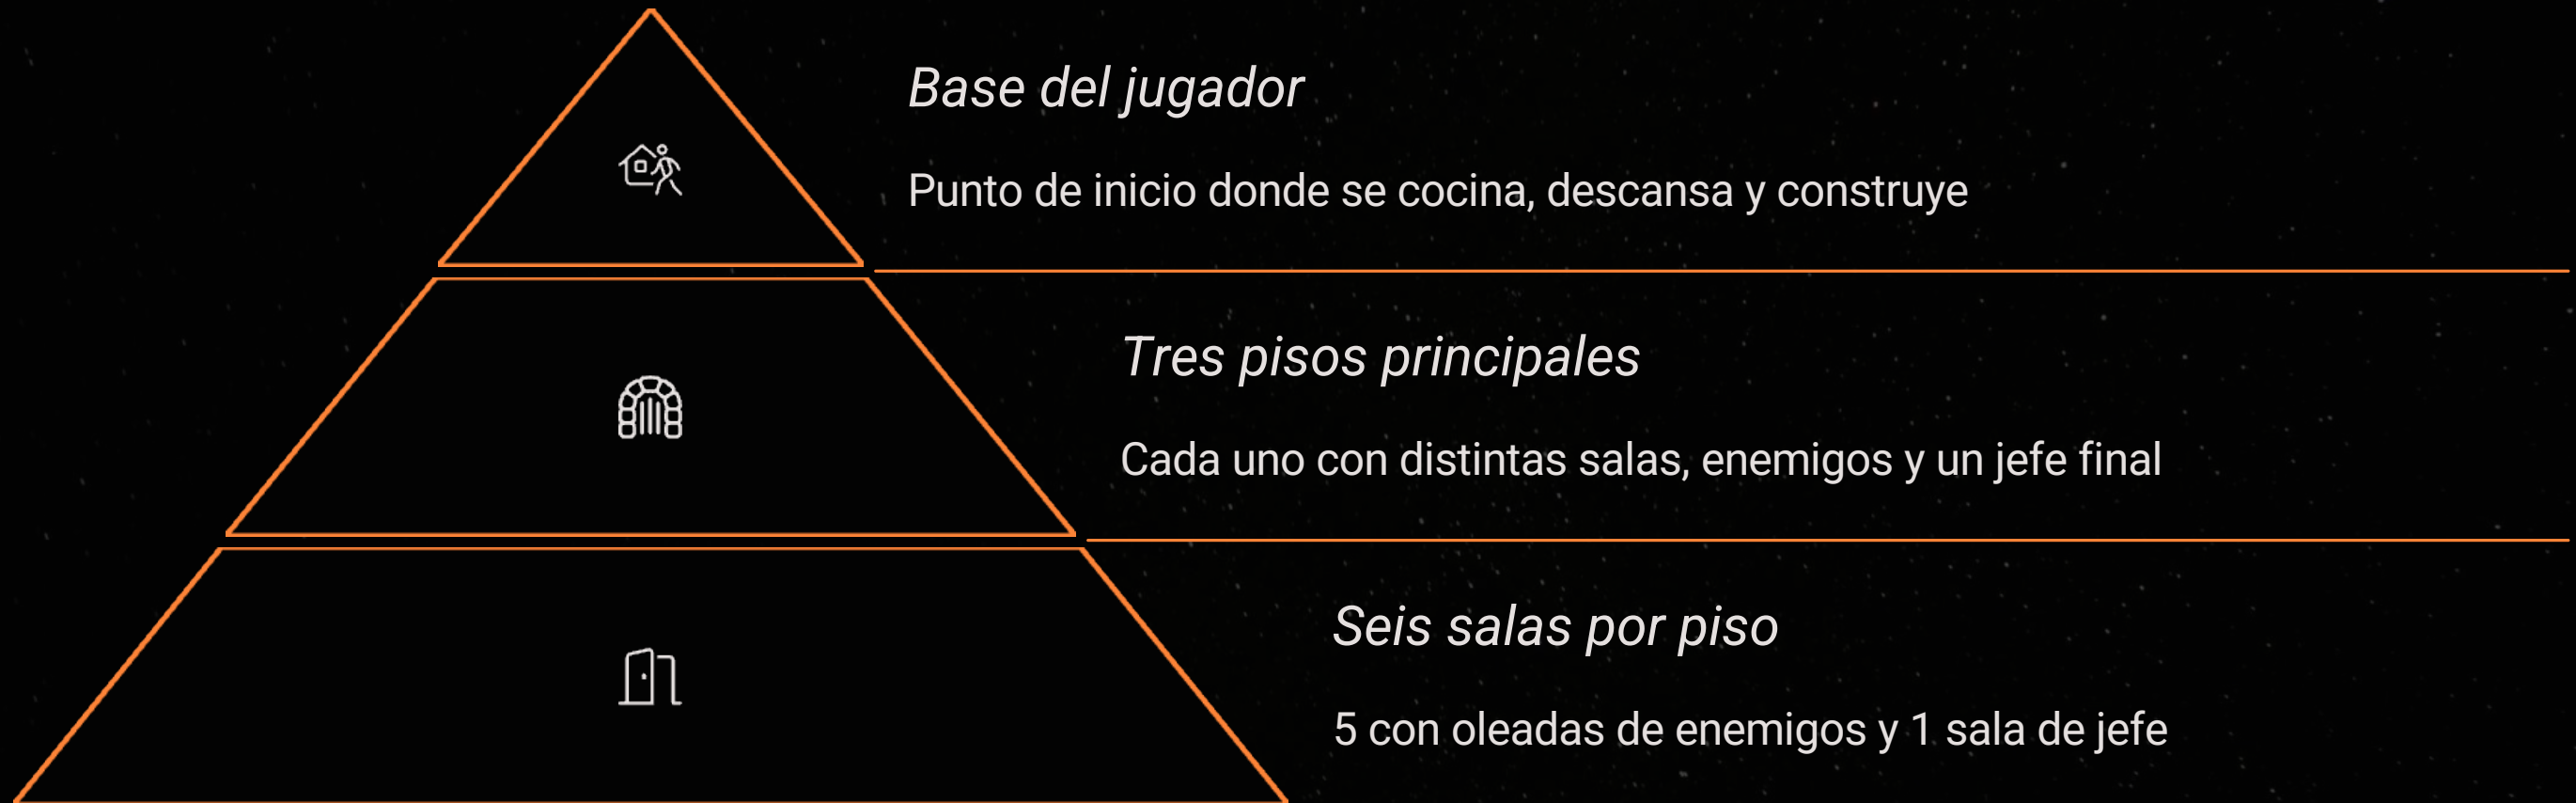 Base del jugador
Punto de inicio donde se cocina, descansa y construye
Tres pisos principales
Cada uno con distintas salas, enemigos y un jefe final
Seis salas por piso
5 con oleadas de enemigos y 1 sala de jefe